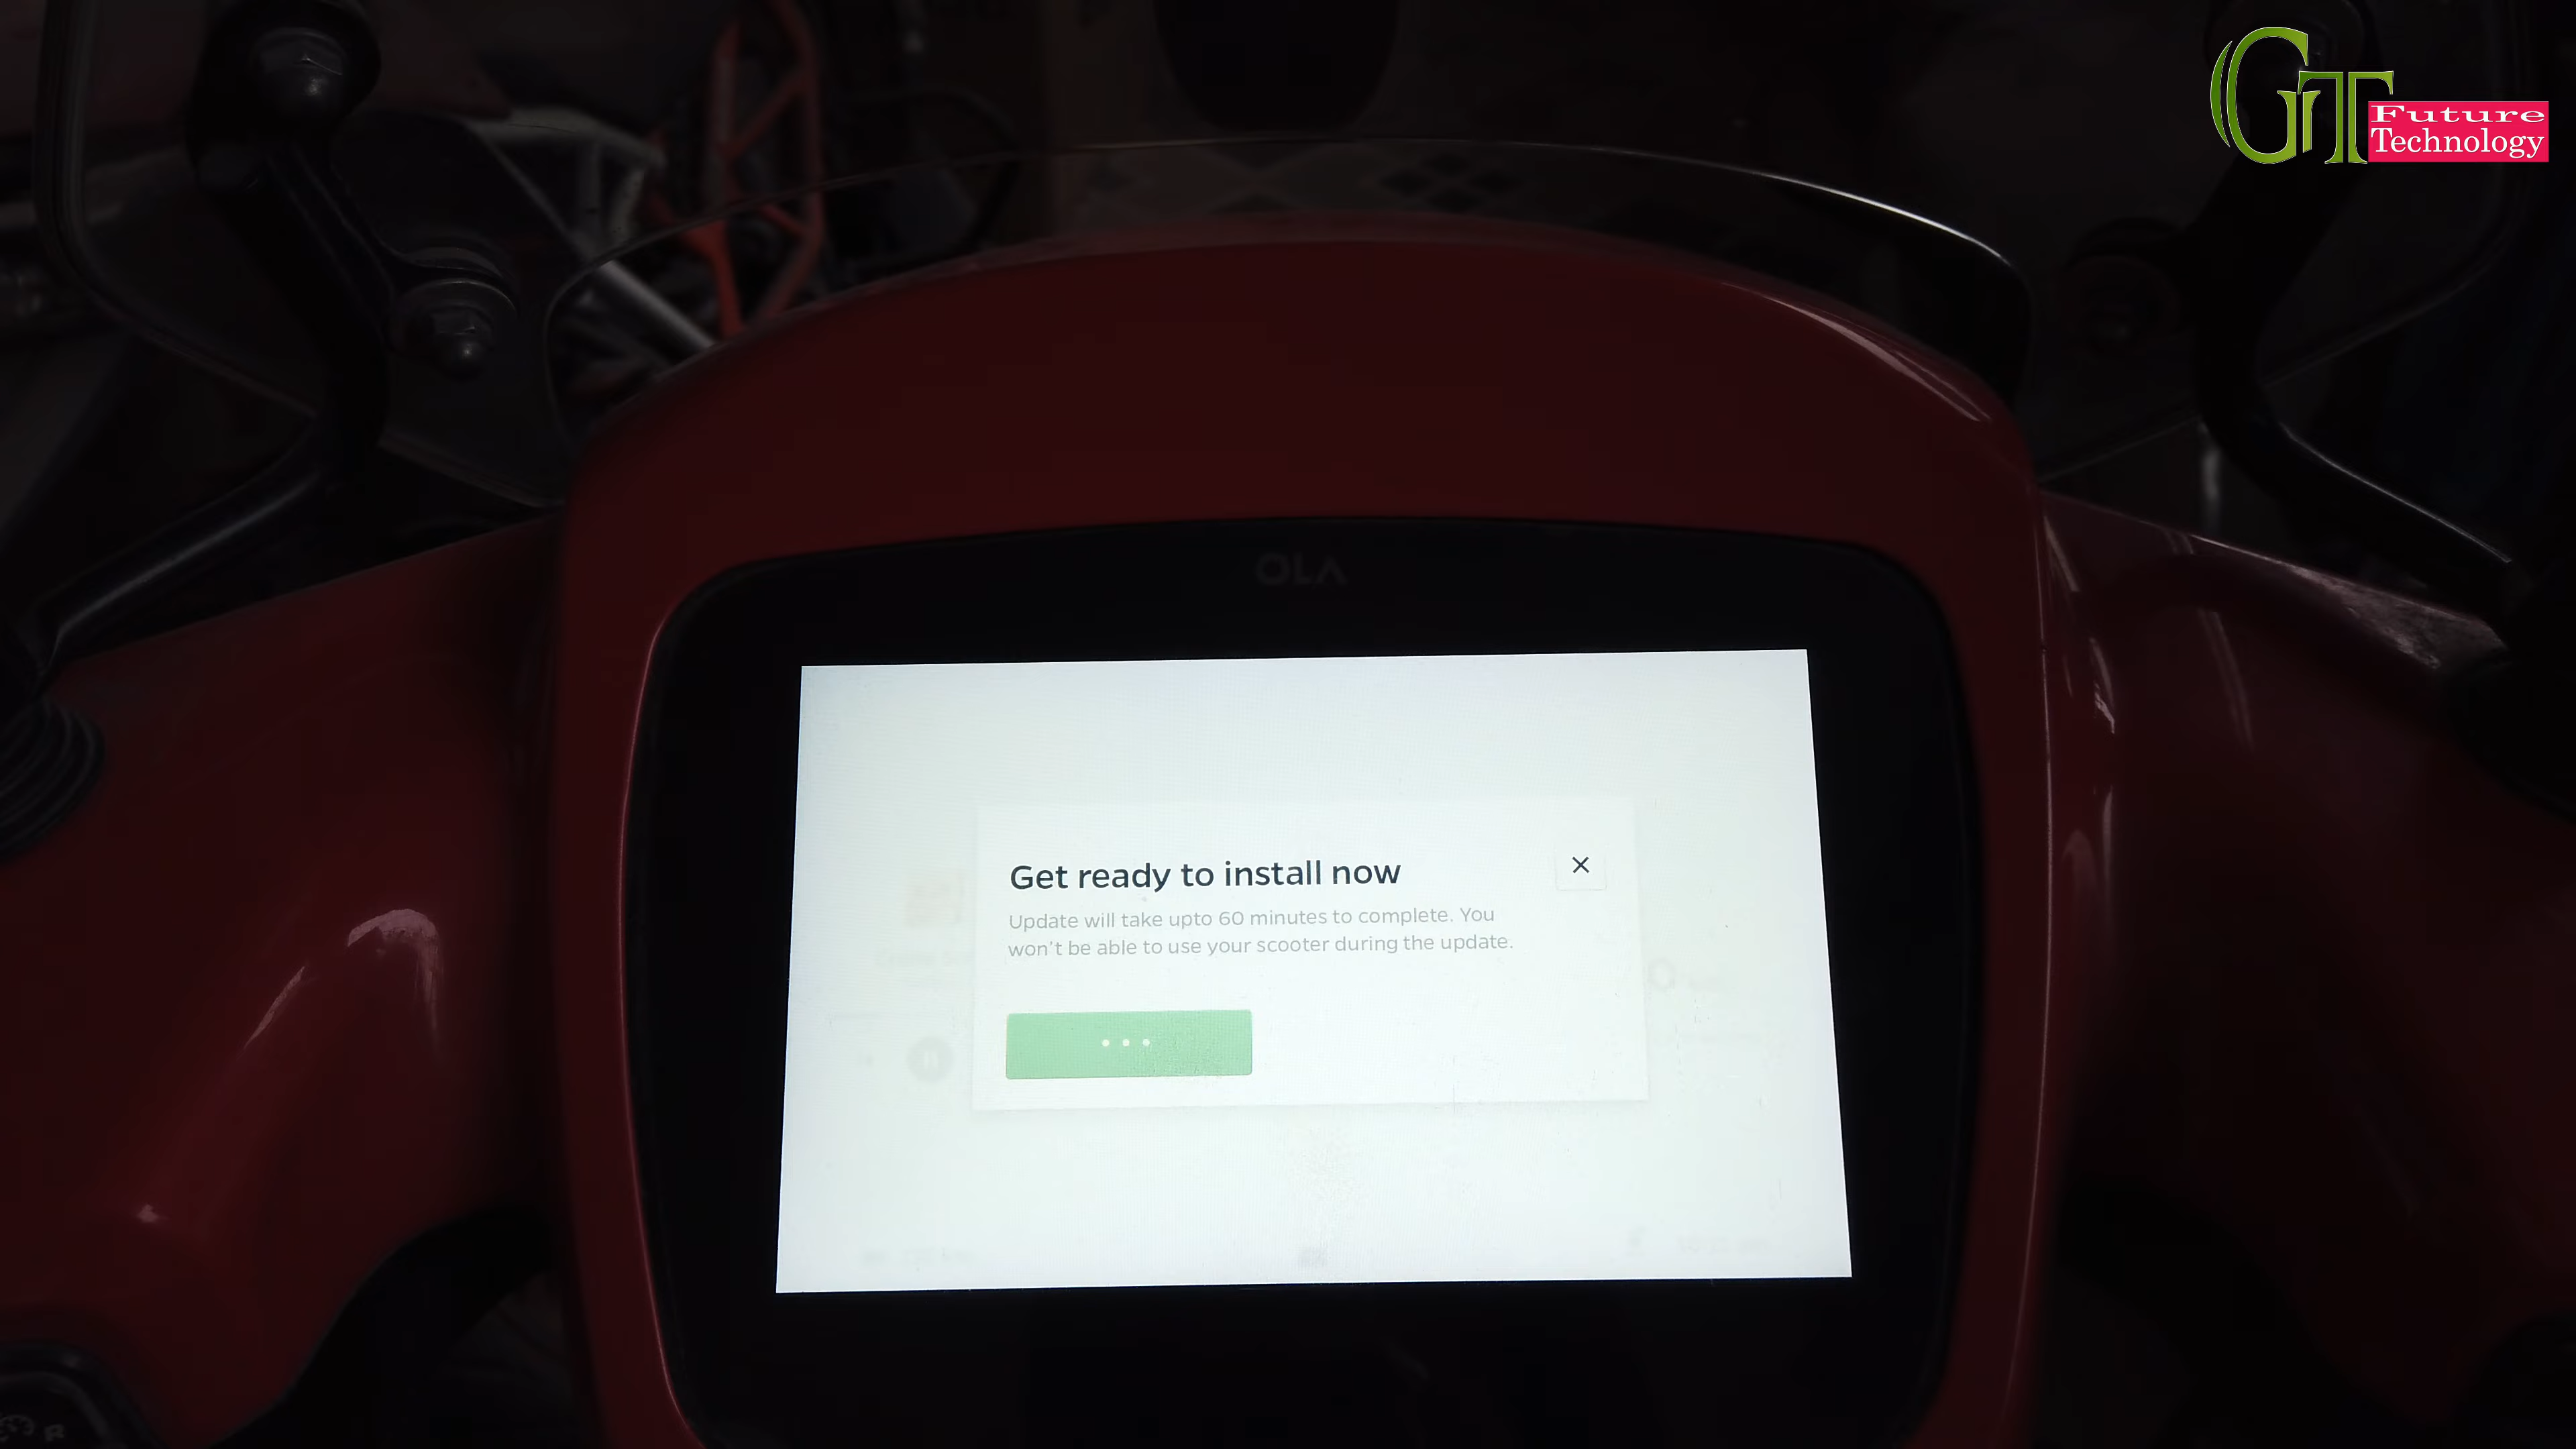 GT
Future
Technology
OLA
Get ready to install now
Update will take upto 60 minutes to complete. You
won't be able to use your scooter during the update.